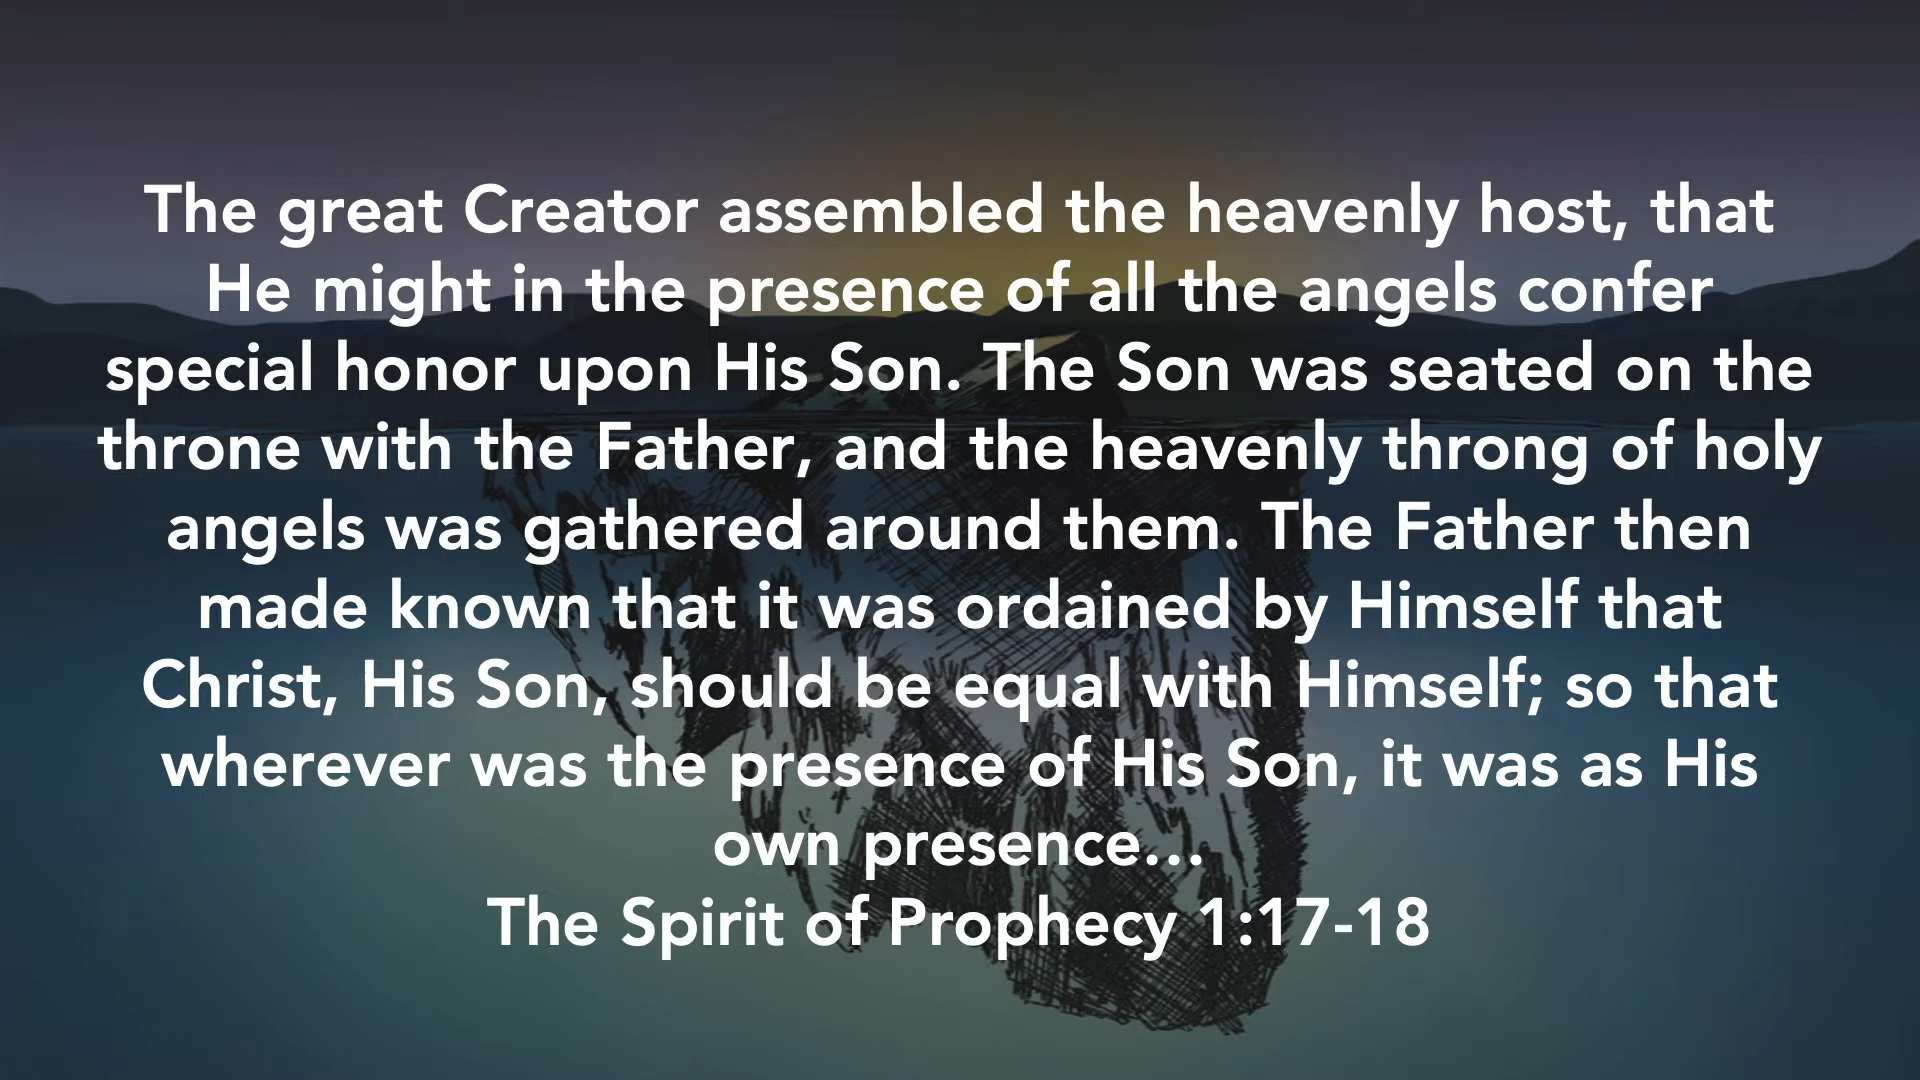 The great Creator assembled the heavenly host, that
He might in the presence of all the angels confer
special honor upon His Son. The Son was seated on the
throne with the Father, and the heavenly throng of holy
angels was gathered around them. The Father then
made known that it was ordained by Himself that
Christ, His Son, should be equal with Himself; so that
wherever was the presence of His Son, it was as His
own presence...
The Spirit of Prophecy 1:17-18